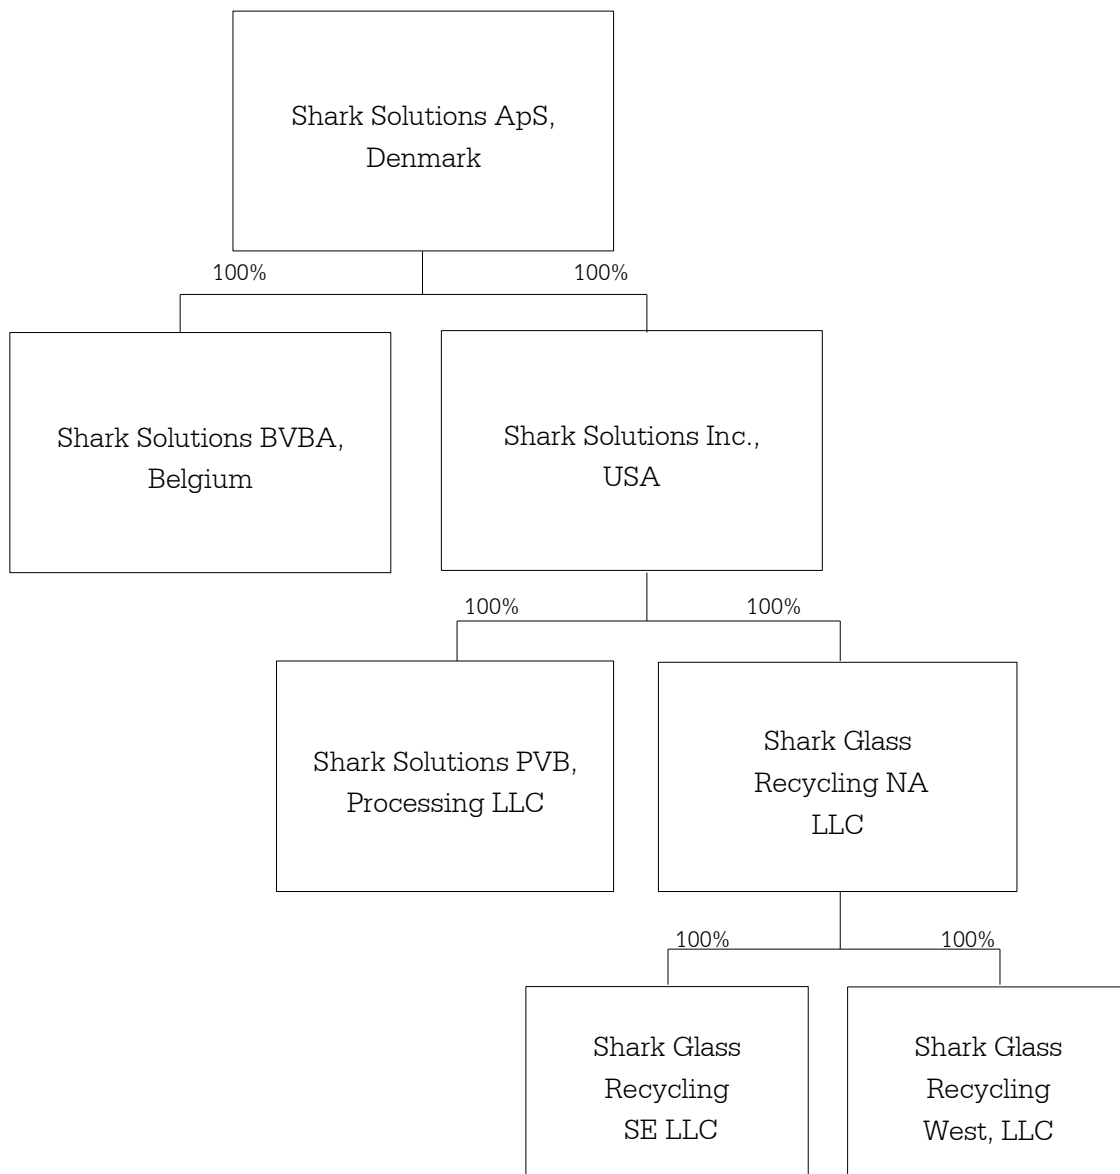 Shark Solutions ApS,
Denmark
100%
100%
Shark Solutions BVBA,
Belgium
Shark Solutions Inc.,
USA
100%
100%
Shark Solutions PVB,
Processing LLC
Shark Glass
Recycling NA
LLC
100%
100%
Shark Glass
Recycling
SE LLC
Shark Glass
Recycling
West, LLC